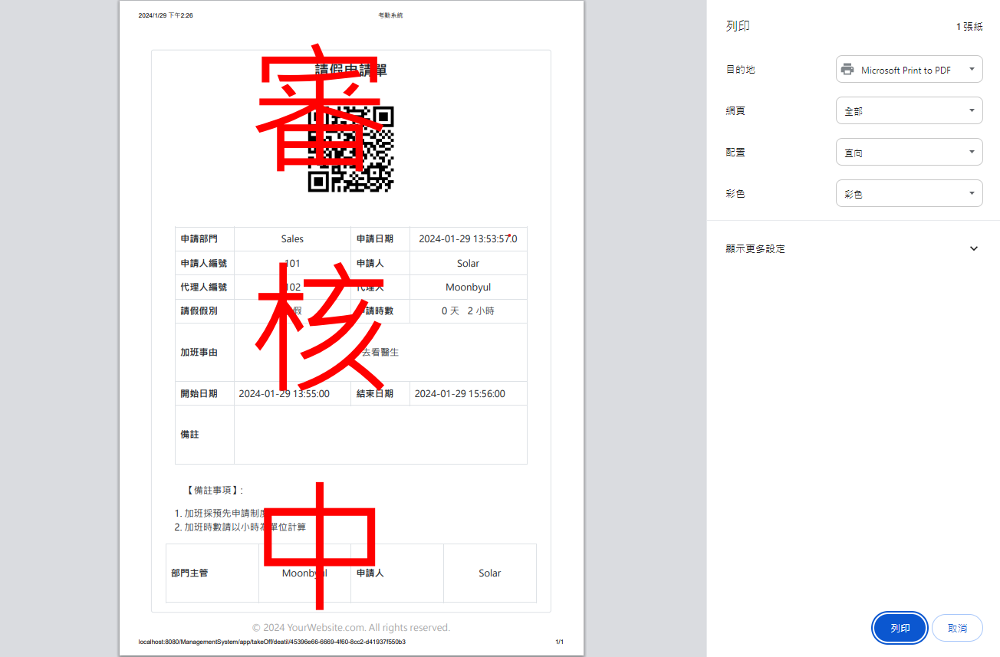 2024/1/29 下午2:26 考勤系統
請假申請單
審
核
中
申請部門 Sales 申請日期 2024-01-29 13:53:57.0
申請人編號 101 申請人 Solar
代理人編號 102 代理人 Moonbyul
請假假別 假 申請時數 0 天 2 小時
加班事由 去看醫生
開始日期 2024-01-29 13:55:00 結束日期 2024-01-29 15:56:00
備註
【備註事項】:
1. 加班採預先申請制度
2. 加班時數請以小時為單位計算
部門主管 Moonbyul 申請人 Solar
© 2024 YourWebsite.com. All rights reserved.
localhost:8080/ManagementSystem/app/takeOff/deatil/45396e66-6669-4f60-8cc2-d41937f550b3 1/1
列印 1 張紙
目的地 Microsoft Print to PDF
網頁 全部
配置 直向
彩色 彩色
顯示更多設定
列印 取消